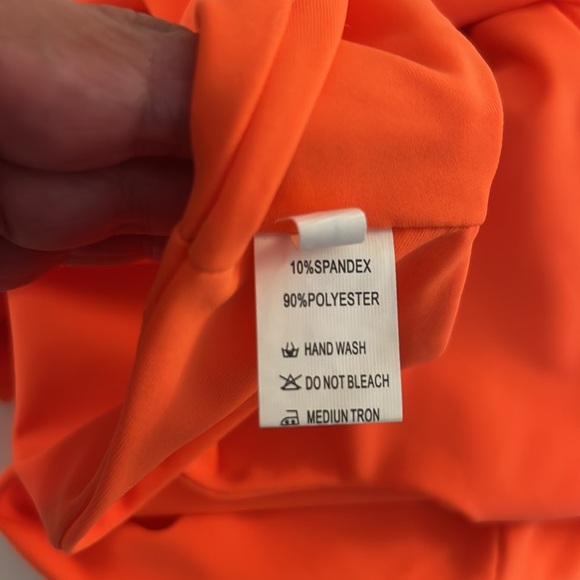 10%SPANDEX
90%POLYESTER
HAND WASH
DO NOT BLEACH
MEDIUN TRON